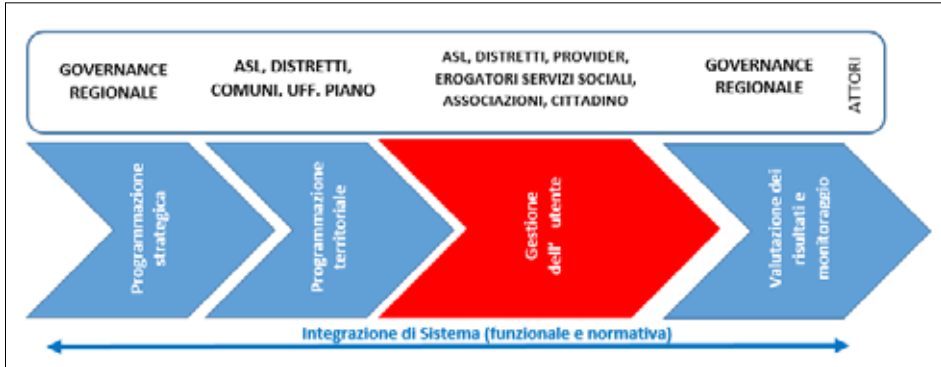 GOVERNANCE
REGIONALE
ASL, DISTRETTI,
COMUNI, UFF. PIANO
ASL, DISTRETTI, PROVIDER,
EROGATORI SERVIZI SOCIALI,
ASSOCIAZIONI, CITTADINO
GOVERNANCE
REGIONALE
ATTORI
Programmazione
strategica
Programmazione
territoriale
Gestione
dell' utente
Valutazione dei
risultati e
monitoraggio
Integrazione di Sistema (funzionale e normativa)